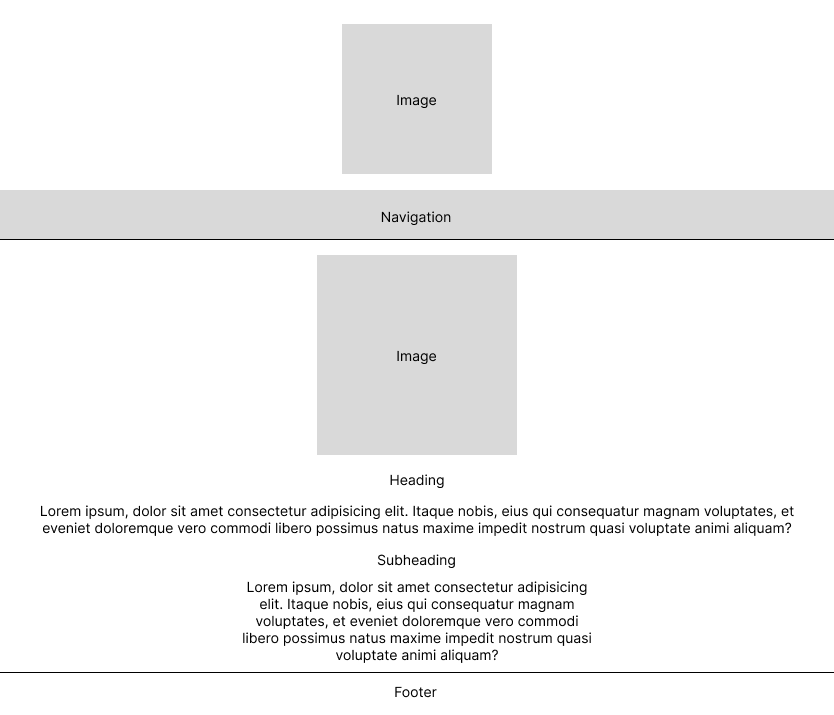 Image
Navigation
Image
Heading
Lorem ipsum, dolor sit amet consectetur adipisicing elit. Itaque nobis, eius qui consequatur magnam voluptates, et
eveniet doloremque vero commodi libero possimus natus maxime impedit nostrum quasi voluptate animi aliquam?
Subheading
Lorem ipsum, dolor sit amet consectetur adipisicing
elit. Itaque nobis, eius qui consequatur magnam
voluptates, et eveniet doloremque vero commodi
libero possimus natus maxime impedit nostrum quasi
voluptate animi aliquam?
Footer